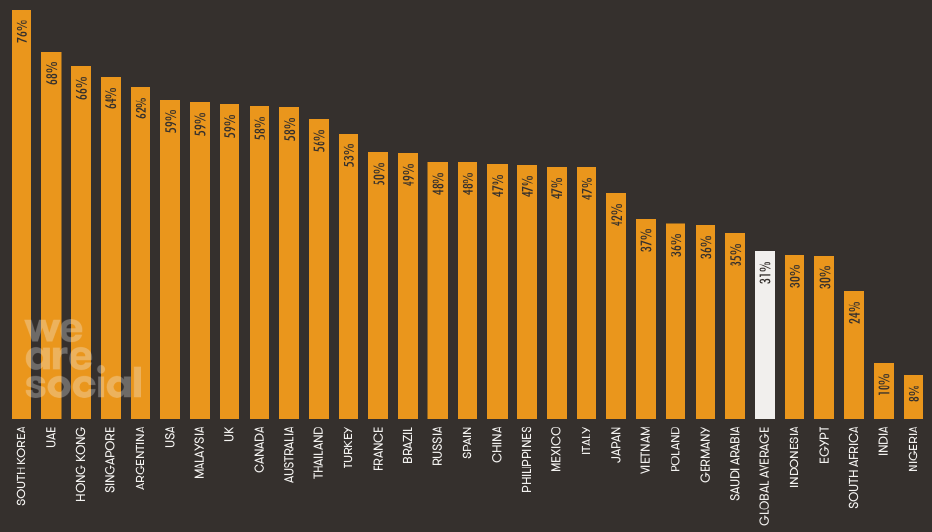 76%
68%
66%
64%
62%
59%
59%
59%
58%
58%
56%
53%
50%
49%
48%
48%
47%
47%
47%
47%
42%
37%
36%
36%
35%
31%
30%
30%
24%
10%
8%
we
are
social
SOUTH KOREA
UAE
HONG KONG
SINGAPORE
ARGENTINA
USA
MALAYSIA
UK
CANADA
AUSTRALIA
THAILAND
TURKEY
FRANCE
BRAZIL
RUSSIA
SPAIN
CHINA
PHILIPPINES
MEXICO
ITALY
JAPAN
VIETNAM
POLAND
GERMANY
SAUDI ARABIA
GLOBAL AVERAGE
INDONESIA
EGYPT
SOUTH AFRICA
INDIA
NIGERIA